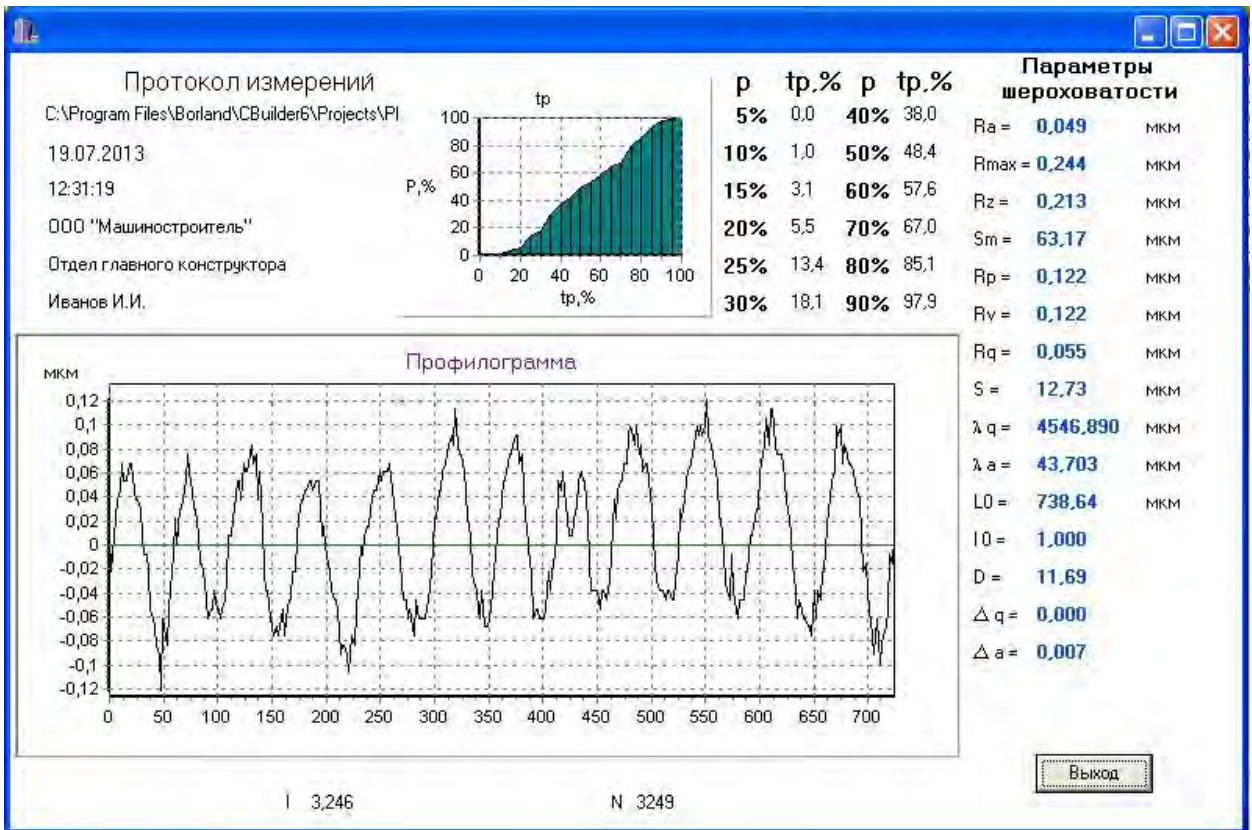 Протокол измерений
C:\Program Files\Borland\CBuilder6\Projects\Pl
19.07.2013
12:31:19
ООО "Машиностроитель"
Отдел главного конструктора
Иванов И.И.
tp
P,%
100
80
60
40
20
0
0 20 40 60 80 100
tp,%
p tp,% p tp,%
5% 0,0 40% 38,0
10% 1,0 50% 48,4
15% 3,1 60% 57,6
20% 5,5 70% 67,0
25% 13,4 80% 85,1
30% 18,1 90% 97,9
Параметры
шероховатости
Ra = 0,049 мкм
Rmax = 0,244 мкм
Rz = 0,213 мкм
Sm = 63,17 мкм
Rp = 0,122 мкм
Rv = 0,122 мкм
Rq = 0,055 мкм
S = 12,73 мкм
λ q = 4546,890 мкм
λ a = 43,703 мкм
L0 = 738,64 мкм
l0 = 1,000
D = 11,69
Δ q = 0,000
Δ a = 0,007
Профилограмма
мкм
0,12
0,1
0,08
0,06
0,04
0,02
0
-0,02
-0,04
-0,06
-0,08
-0,1
-0,12
0 50 100 150 200 250 300 350 400 450 500 550 600 650 700
Выход
l 3,246 N 3249